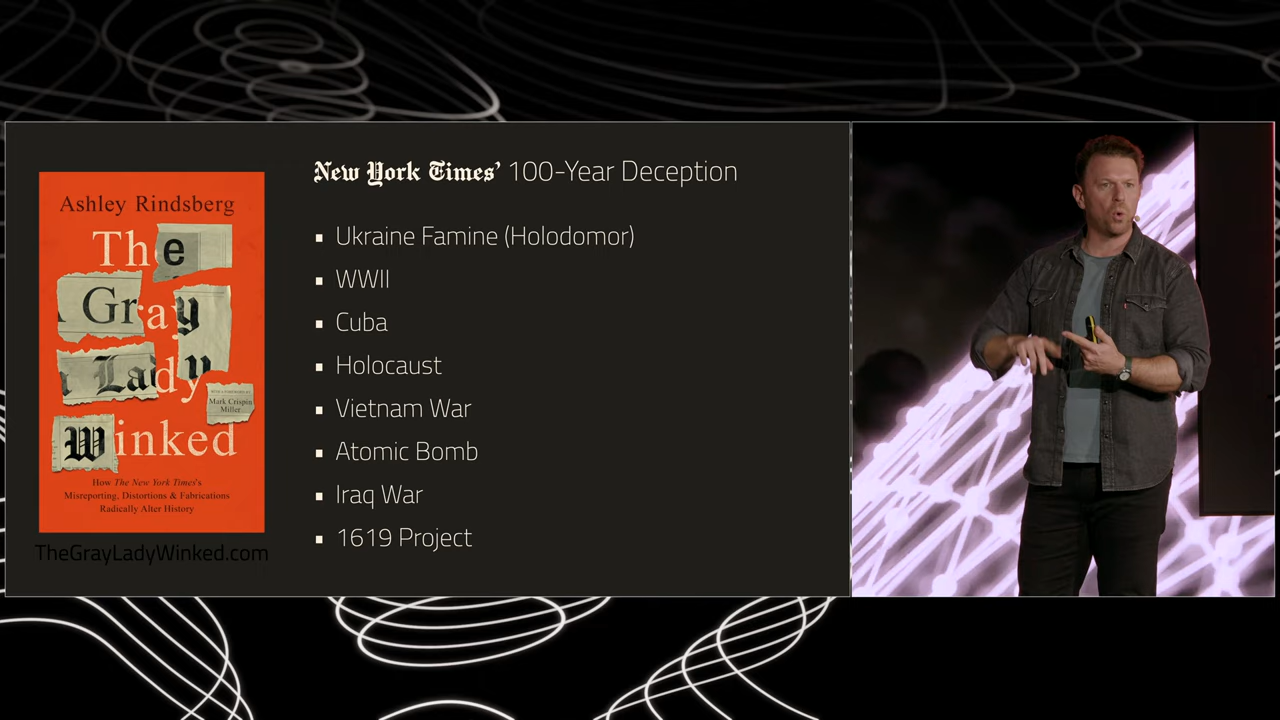 Ashley Rindsberg
The
Gray
Lady
WITH A FOREWORD BY
Mark Crispin
Miller
Winked
How The New York Times's
Misreporting, Distortions & Fabrications
Radically Alter History
TheGrayLadyWinked.com
New York Times' 100-Year Deception
▪ Ukraine Famine (Holodomor)
▪ WWII
▪ Cuba
▪ Holocaust
▪ Vietnam War
▪ Atomic Bomb
▪ Iraq War
▪ 1619 Project